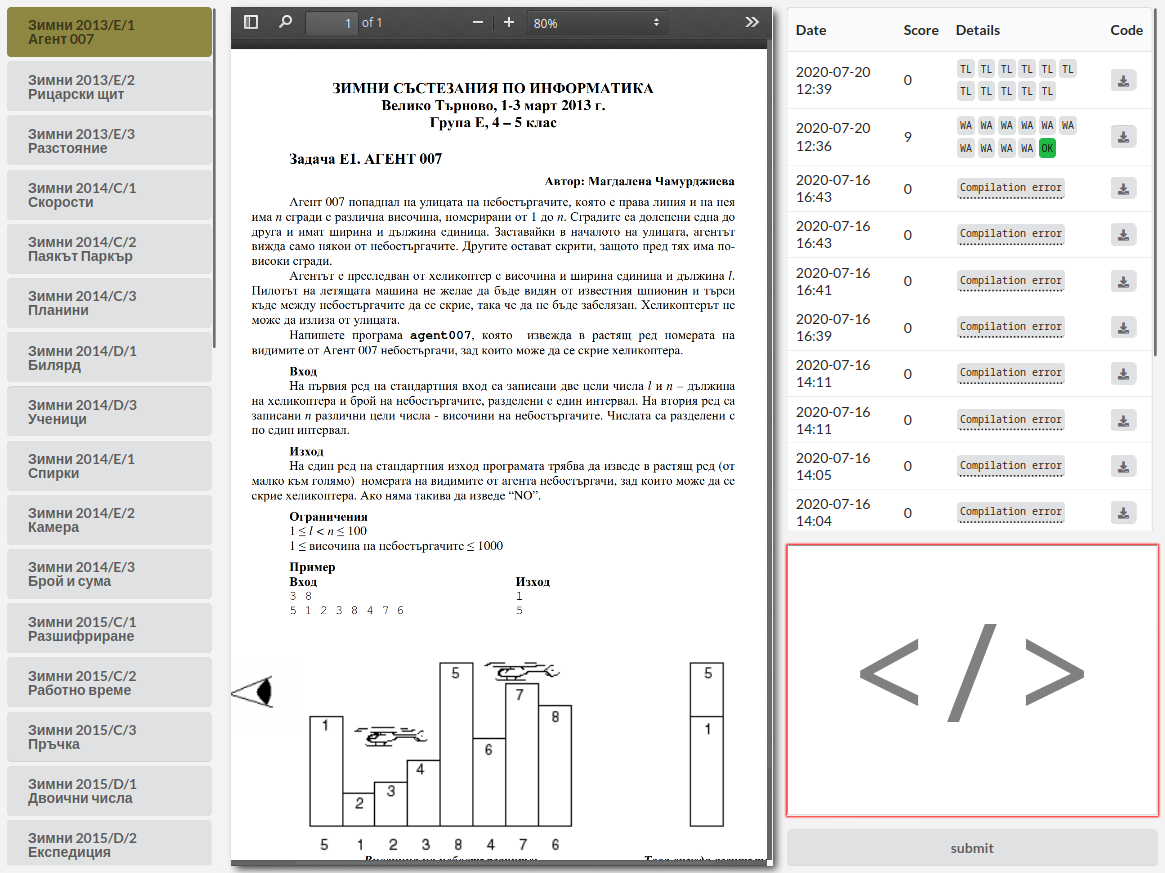 Зимни 2013/E/1
Агент 007
Зимни 2013/E/2
Рицарски щит
Зимни 2013/E/3
Разстояние
Зимни 2014/C/1
Скорости
Зимни 2014/C/2
Паякът Паркър
Зимни 2014/C/3
Планини
Зимни 2014/D/1
Билярд
Зимни 2014/D/3
Ученици
Зимни 2014/E/1
Спирки
Зимни 2014/E/2
Камера
Зимни 2014/E/3
Брой и сума
Зимни 2015/C/1
Разшифриране
Зимни 2015/C/2
Работно време
Зимни 2015/C/3
Пръчка
Зимни 2015/D/1
Двоични числа
Зимни 2015/D/2
Експедиция
1 of 1
80%
ЗИМНИ СЪСТЕЗАНИЯ ПО ИНФОРМАТИКА
Велико Търново, 1-3 март 2013 г.
Група Е, 4 – 5 клас
Задача Е1. АГЕНТ 007
Автор: Магдалена Чамурджиева
Агент 007 попаднал на улицата на небостъргачите, която е права линия и на нея
има n сгради с различна височина, номерирани от 1 до n. Сградите са долепени една до
друга и имат ширина и дължина единица. Заставайки в началото на улицата, агентът
вижда само някои от небостъргачите. Другите остават скрити, защото пред тях има по-
високи сгради.
Агентът е преследван от хеликоптер с височина и ширина единица и дължина l.
Пилотът на летящата машина не желае да бъде видян от известния шпионин и търси
къде между небостъргачите да се скрие, така че да не бъде забелязан. Хеликоптерът не
може да излиза от улицата.
Напишете програма agent007, която извежда в растящ ред номерата на
видимите от Агент 007 небостъргачи, зад които може да се скрие хеликоптера.
Вход
На първия ред на стандартния вход са записани две цели числа l и n – дължина
на хеликоптера и брой на небостъргачите, разделени с един интервал. На втория ред са
записани n различни цели числа - височини на небостъргачите. Числата са разделени с
по един интервал.
Изход
На един ред на стандартния изход програмата трябва да изведе в растящ ред (от
малко към голямо) номерата на видимите от агента небостъргачи, зад които може да се
скрие хеликоптера. Ако няма такива да изведе “NO”.
Ограничения
1 ≤ l < n ≤ 100
1 ≤ височина на небостъргачите ≤ 1000
Пример
Вход Изход
3 8 1
5 1 2 3 8 4 7 6 5
5 5
7
8
1 1
6
4
3
2
5 1 2 3 8 4 7 6
Date Score Details Code
2020-07-20
12:39
0
TL TL TL TL TL TL
TL TL TL TL TL
2020-07-20
12:36
9
WA WA WA WA WA WA
WA WA WA WA OK
2020-07-16
16:43
0 Compilation error
2020-07-16
16:43
0 Compilation error
2020-07-16
16:41
0 Compilation error
2020-07-16
16:39
0 Compilation error
2020-07-16
14:11
0 Compilation error
2020-07-16
14:11
0 Compilation error
2020-07-16
14:05
0 Compilation error
2020-07-16
14:04
0 Compilation error
</>
submit